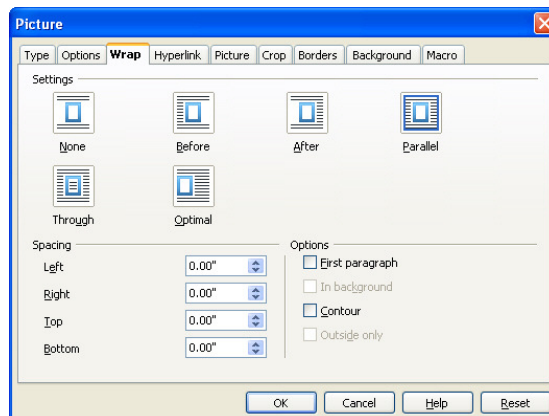 Picture
Type Options Wrap Hyperlink Picture Crop Borders Background Macro
Settings
None Before After Parallel
Through Optimal
Spacing
Left 0.00"
Right 0.00"
Top 0.00"
Bottom 0.00"
Options
First paragraph
In background
Contour
Outside only
OK Cancel Help Reset